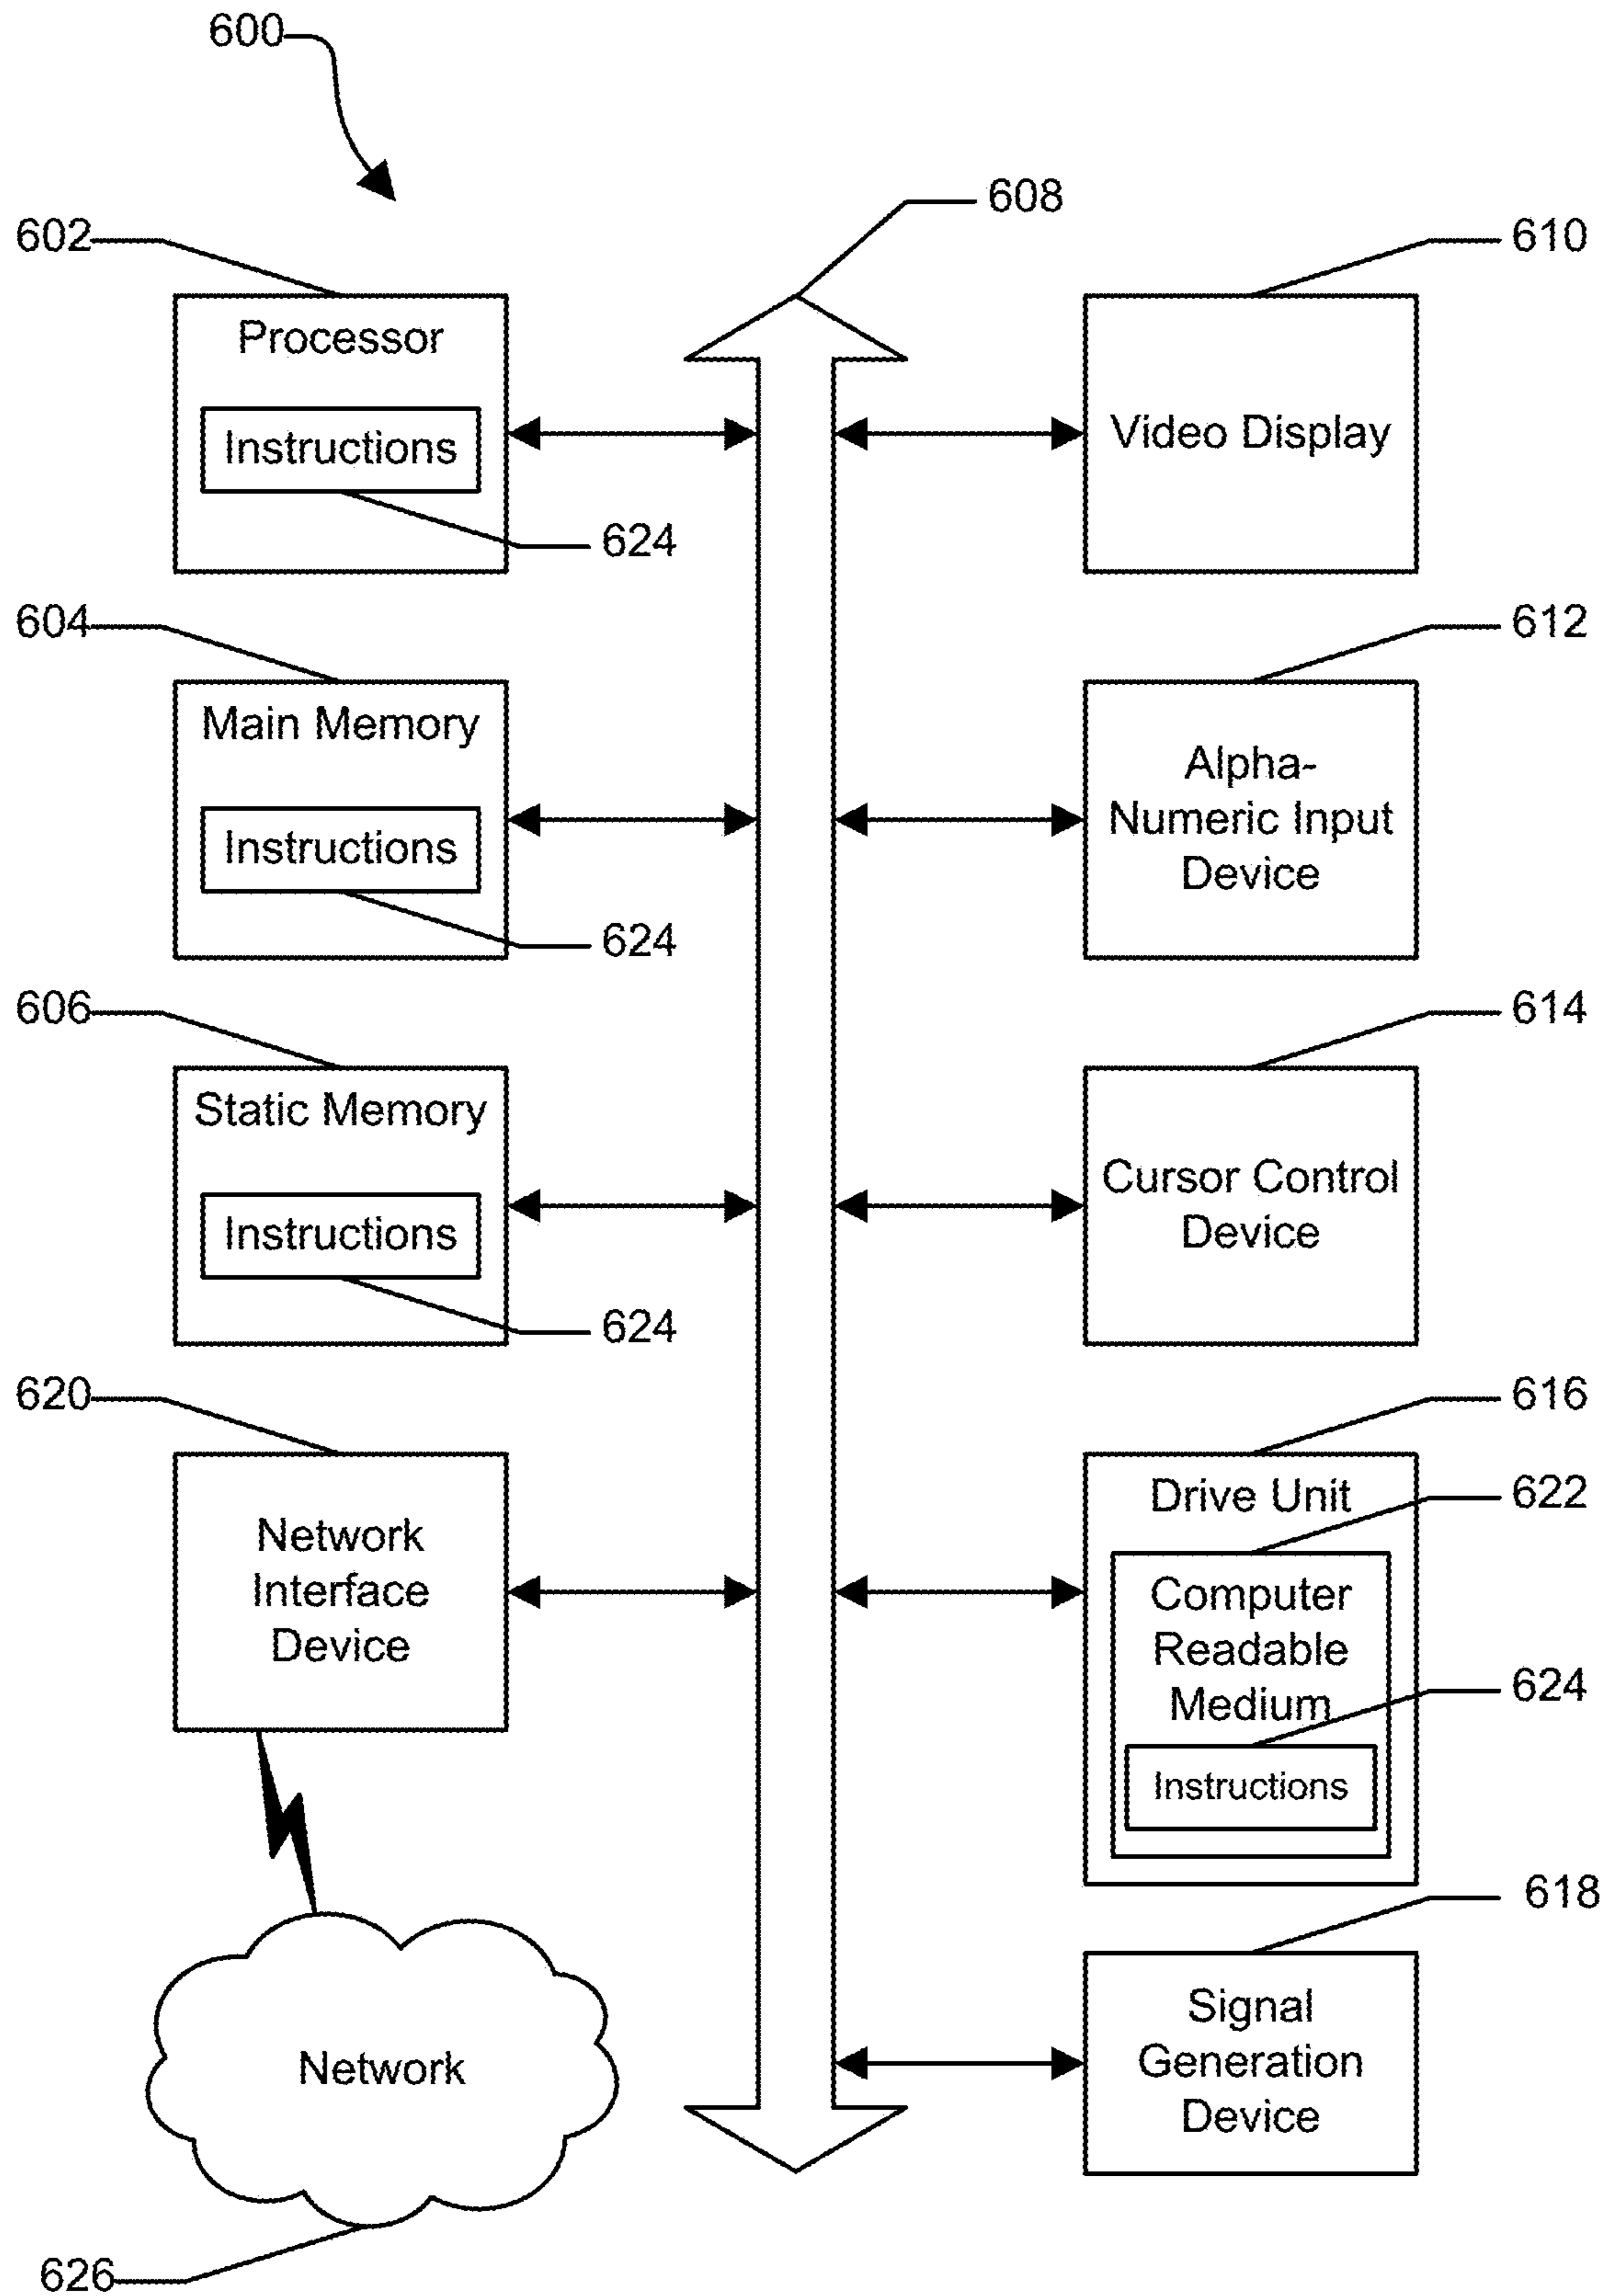 600
608
602
610
Processor
Instructions
Video Display
624
604
612
Main Memory
Alpha-
Numeric Input
Device
Instructions
624
606
614
Static Memory
Cursor Control
Device
Instructions
624
620
616
Network
Interface
Device
Drive Unit
622
Computer
Readable
Medium
624
Instructions
618
Network
Signal
Generation
Device
626